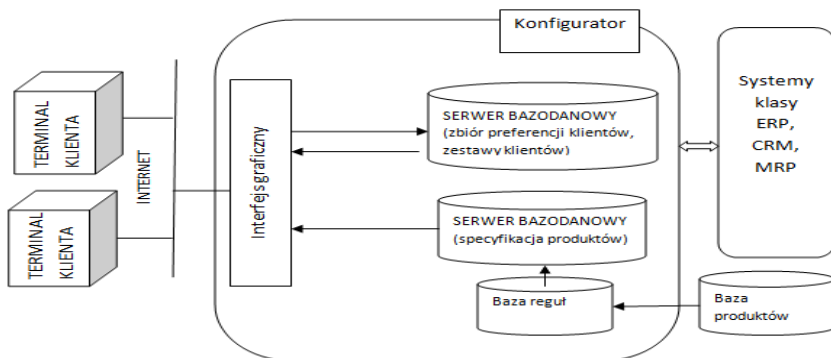 Konfigurator
TERMINAL
KLIENTA
TERMINAL
KLIENTA
INTERNET
Interfejs graficzny
SERWER BAZODANOWY
(zbiór preferencji klientów,
zestawy klientów)
SERWER BAZODANOWY
(specyfikacja produktów)
Baza reguł
Systemy
klasy
ERP,
CRM,
MRP
Baza
produktów